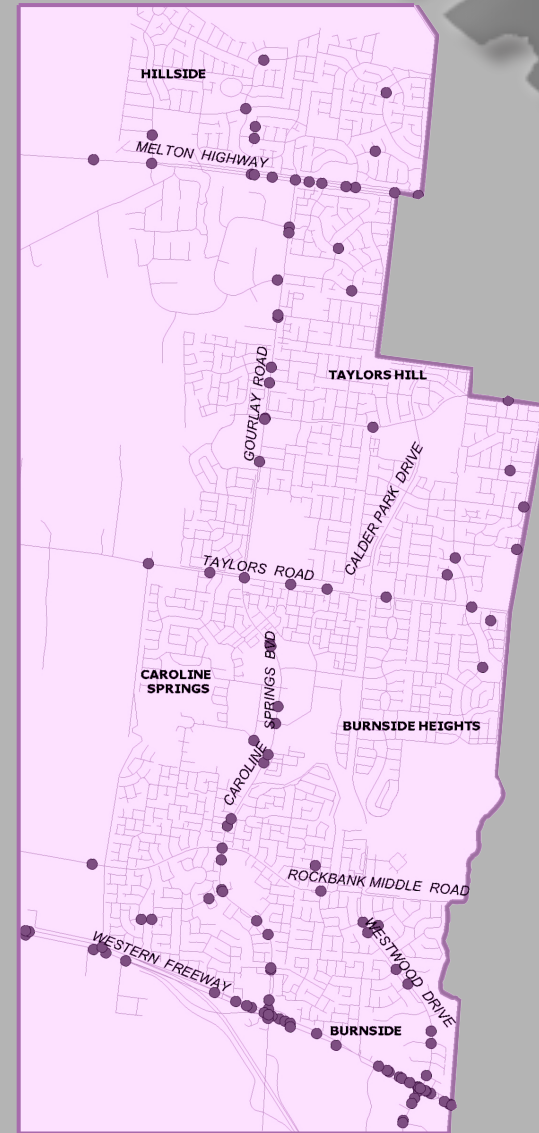 HILLSIDE
MELTON HIGHWAY
TAYLORS HILL
GOURLAY ROAD
CALDER PARK DRIVE
TAYLORS ROAD
CAROLINE
SPRINGS
CAROLINE SPRINGS BVD
BURNSIDE HEIGHTS
ROCKBANK MIDDLE ROAD
WESTWOOD DRIVE
WESTERN FREEWAY
BURNSIDE